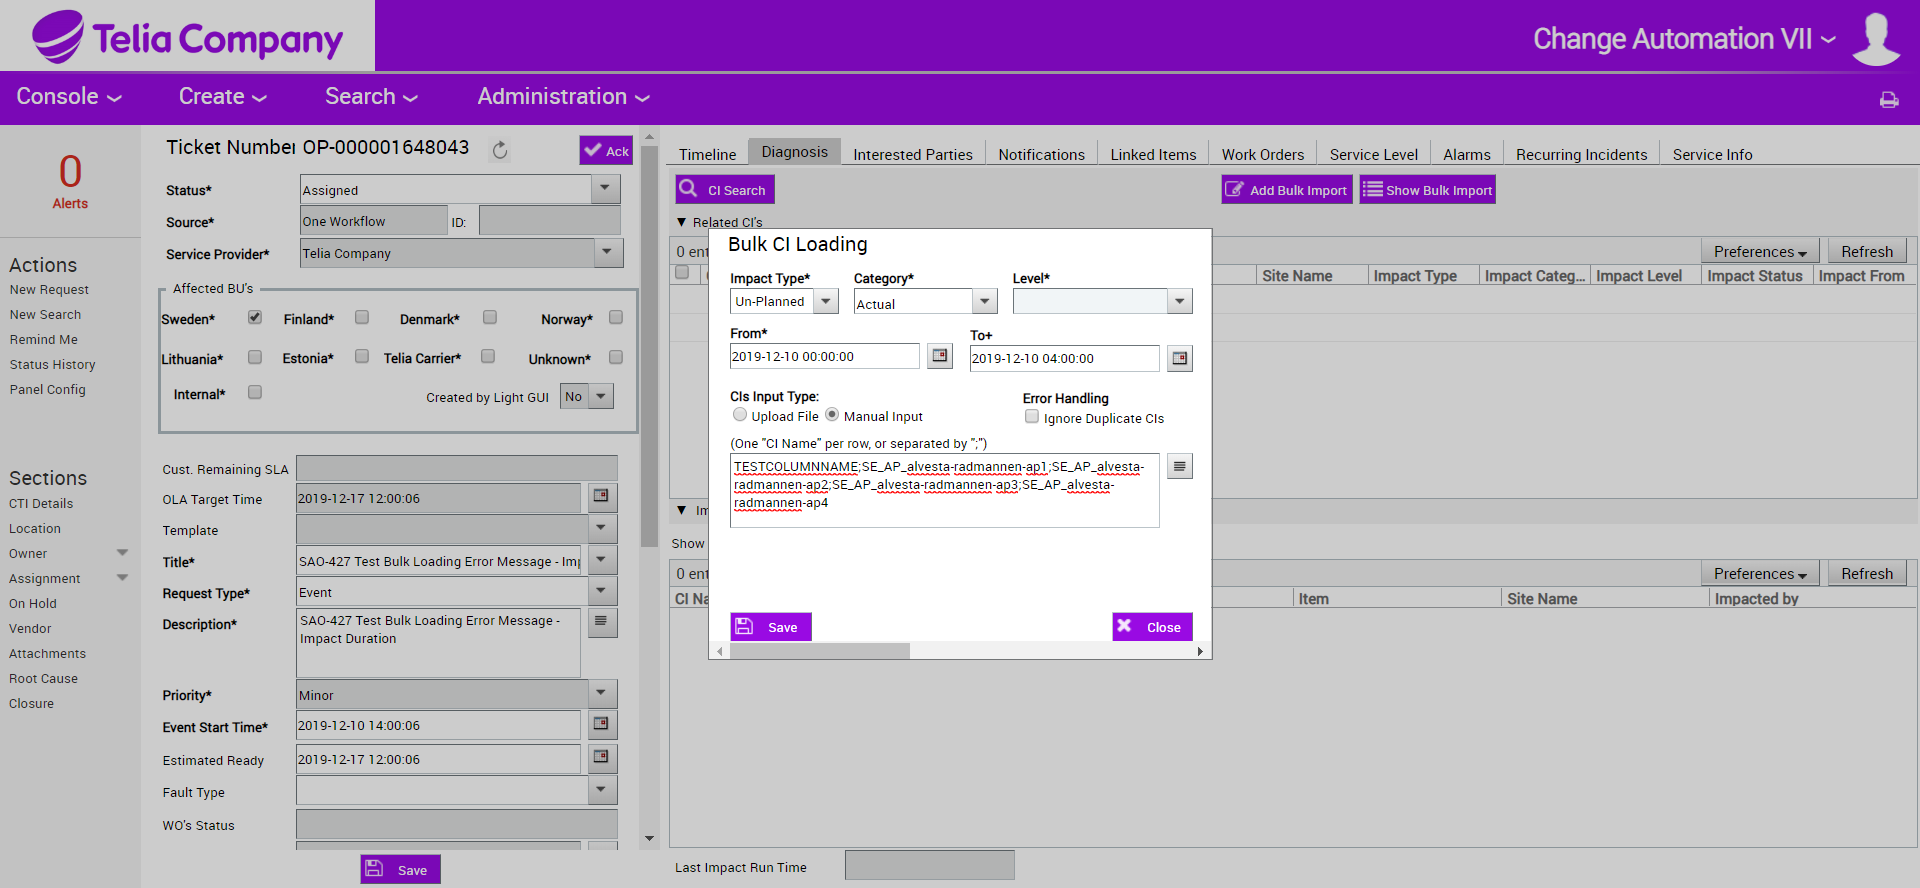 Telia Company
Change Automation VII
Console
Create
Search
Administration
0
Alerts
Actions
New Request
New Search
Remind Me
Status History
Panel Config
Sections
CTI Details
Location
Owner
Assignment
On Hold
Vendor
Attachments
Root Cause
Closure
Ticket Number OP-000001648043
Ack
Status*
Assigned
Source*
One Workflow
ID:
Service Provider*
Telia Company
Affected BU's
Sweden*
Finland*
Denmark*
Norway*
Lithuania*
Estonia*
Telia Carrier*
Unknown*
Internal*
Created by Light GUI
No
Cust. Remaining SLA
OLA Target Time
2019-12-17 12:00:06
Template
Title*
SAO-427 Test Bulk Loading Error Message - Imp
Request Type*
Event
Description*
SAO-427 Test Bulk Loading Error Message -
Impact Duration
Priority*
Minor
Event Start Time*
2019-12-10 14:00:06
Estimated Ready
2019-12-17 12:00:06
Fault Type
WO's Status
Save
Timeline
Diagnosis
Interested Parties
Notifications
Linked Items
Work Orders
Service Level
Alarms
Recurring Incidents
Service Info
CI Search
Add Bulk Import
Show Bulk Import
Related CI's
0 ent
Preferences
Refresh
Site Name
Impact Type
Impact Categ...
Impact Level
Impact Status
Impact From
Bulk CI Loading
Impact Type*
Category*
Level*
Un-Planned
Actual
From*
To+
2019-12-10 00:00:00
2019-12-10 04:00:00
CIs Input Type:
Error Handling
Upload File
Manual Input
Ignore Duplicate CIs
(One "CI Name" per row, or separated by ";")
TESTCOLUMNNAME;SE_AP_alvesta-radmannen-ap1;SE_AP_alvesta-
radmannen-ap2;SE_AP_alvesta-radmannen-ap3;SE_AP_alvesta-
radmannen-ap4
Save
Close
Im
Show
0 ent
Preferences
Refresh
CI Na
Item
Site Name
Impacted by
Last Impact Run Time